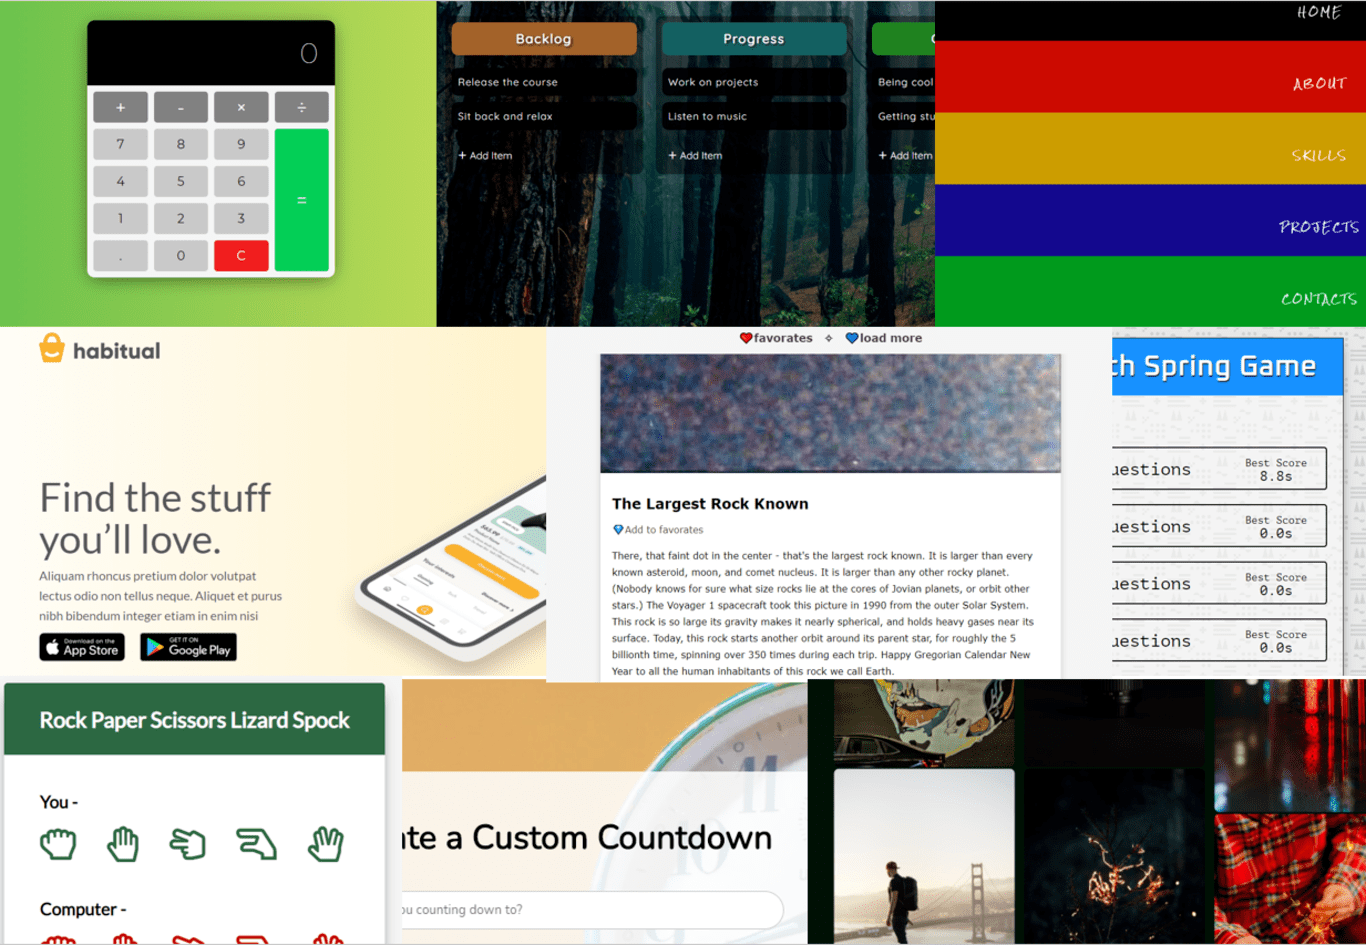 0
+ - × ÷
7 8 9
4 5 6
1 2 3
=
. 0 C
Backlog
Release the course
Sit back and relax
+ Add Item
Progress
Work on projects
Listen to music
+ Add Item
Being cool
Getting stu
+ Add Item
HOME
ABOUT
SKILLS
PROJECTS
CONTACTS
habitual
Find the stuff
you'll love.
Aliquam rhoncus pretium dolor volutpat
lectus odio non tellus neque. Aliquet et purus
nibh bibendum integer etiam in enim nisi
Download on the
App Store
GET IT ON
Google Play
Your Interests
favorates load more
The Largest Rock Known
Add to favorates
There, that faint dot in the center - that's the largest rock known. It is larger than every
known asteroid, moon, and comet nucleus. It is larger than any other rocky planet.
(Nobody knows for sure what size rocks lie at the cores of Jovian planets, or orbit other
stars.) The Voyager 1 spacecraft took this picture in 1990 from the outer Solar System.
This rock is so large its gravity makes it nearly spherical, and holds heavy gases near its
surface. Today, this rock starts another orbit around its parent star, for roughly the 5
billionth time, spinning over 350 times during each trip. Happy Gregorian Calendar New
Year to all the human inhabitants of this rock we call Earth.
th Spring Game
uestions
Best Score
8.8s
uestions
Best Score
0.0s
uestions
Best Score
0.0s
uestions
Best Score
0.0s
Rock Paper Scissors Lizard Spock
You -
Computer -
11
10
ate a Custom Countdown
ou counting down to?